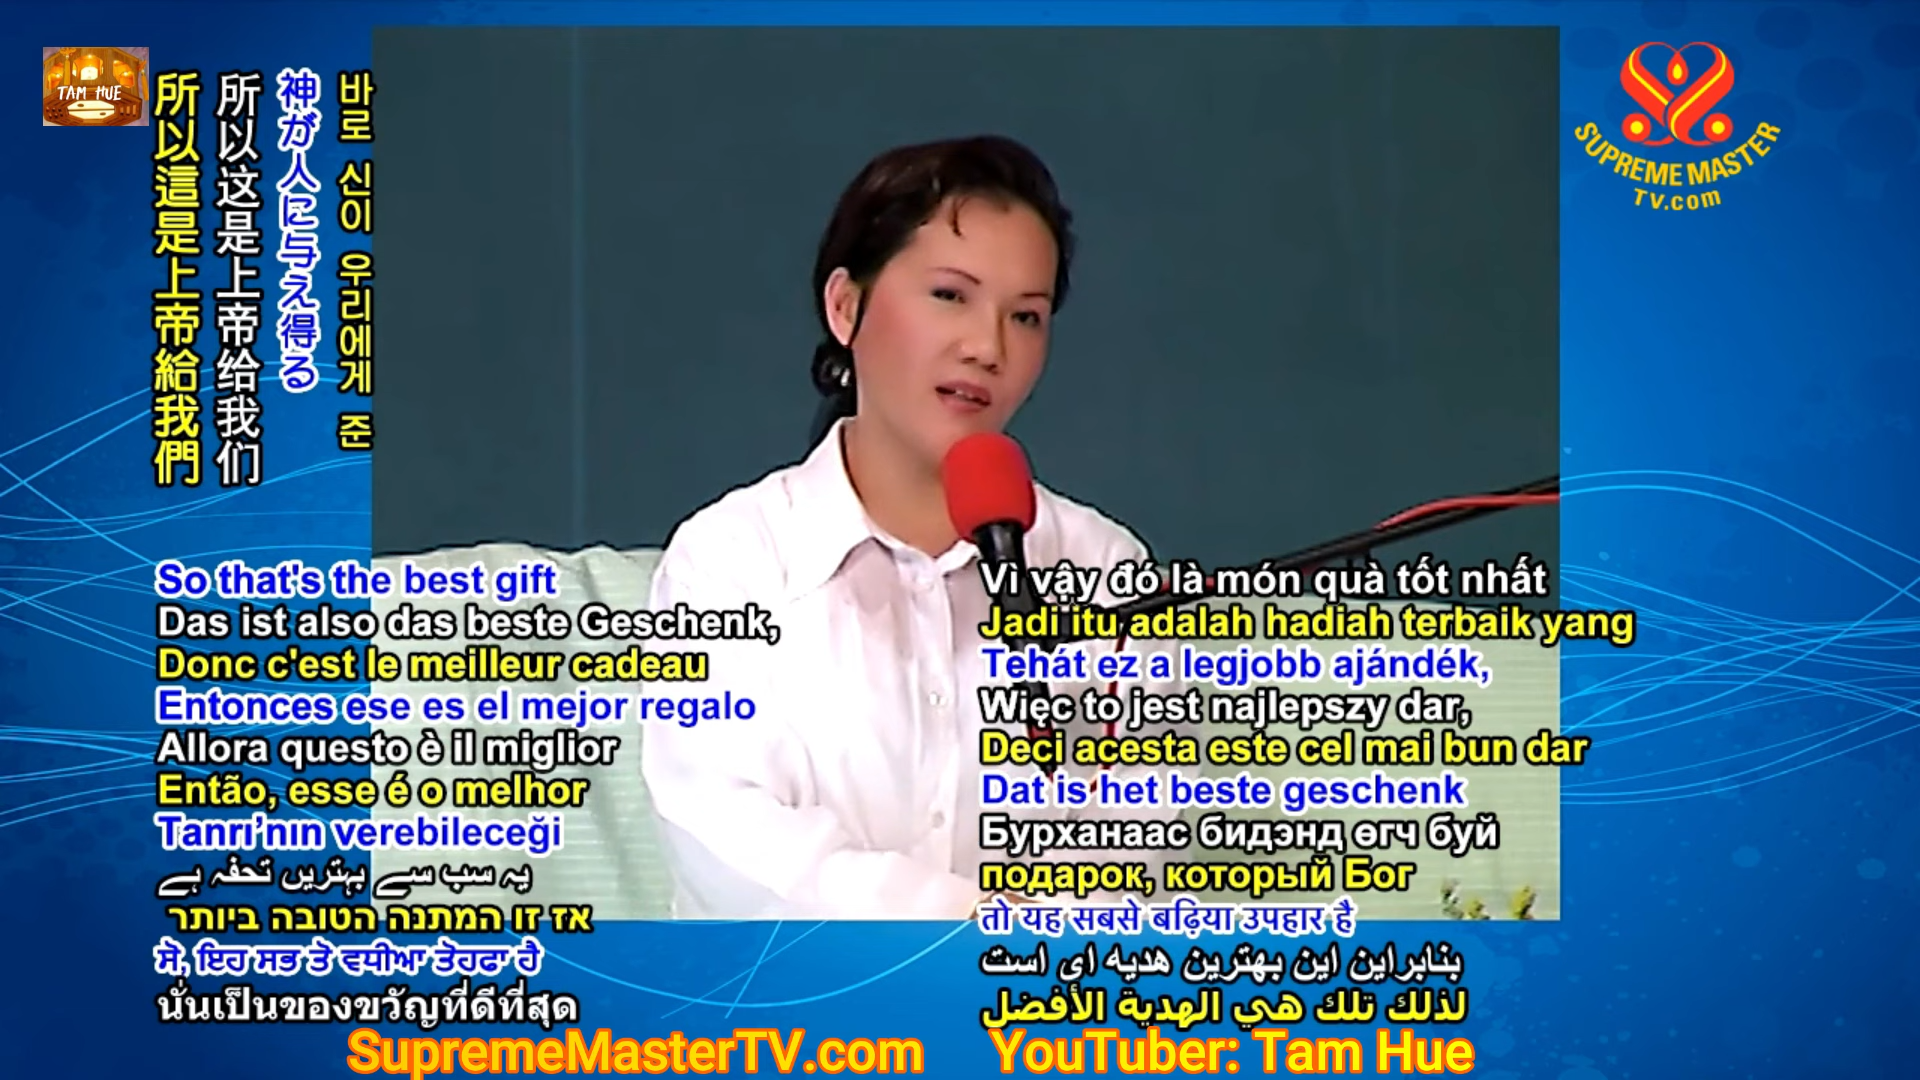 TAM HUE
所以這是上帝給我們
所以这是上帝给我们
神が人に与え得る
바로 신이 우리에게 준
SUPREME MASTER
TV.com
So that's the best gift
Das ist also das beste Geschenk,
Donc c'est le meilleur cadeau
Entonces ese es el mejor regalo
Allora questo è il miglior
Então, esse é o melhor
Tanrı’nın verebileceği
یہ سب سے بہتریں تحفہ ہے
אז זו המתנה הטובה ביותר
ਸੋ, ਇਹ ਸਭ ਤੋ ਵਧੀਆ ਤੋਹਫਾ ਹੈ
นั่นเป็นของขวัญที่ดีที่สุด
Vì vậy đó là món quà tốt nhất
Jadi itu adalah hadiah terbaik yang
Tehát ez a legjobb ajándék,
Więc to jest najlepszy dar,
Deci acesta este cel mai bun dar
Dat is het beste geschenk
Бурханаас бидэнд өгч буй
подарок, который Бог
तो यह सबसे बढ़िया उपहार है
بنابراین این بهترین هدیه ای است
لذلك تلك هي الهدية الأفضل
SupremeMasterTV.com YouTuber: Tam Hue